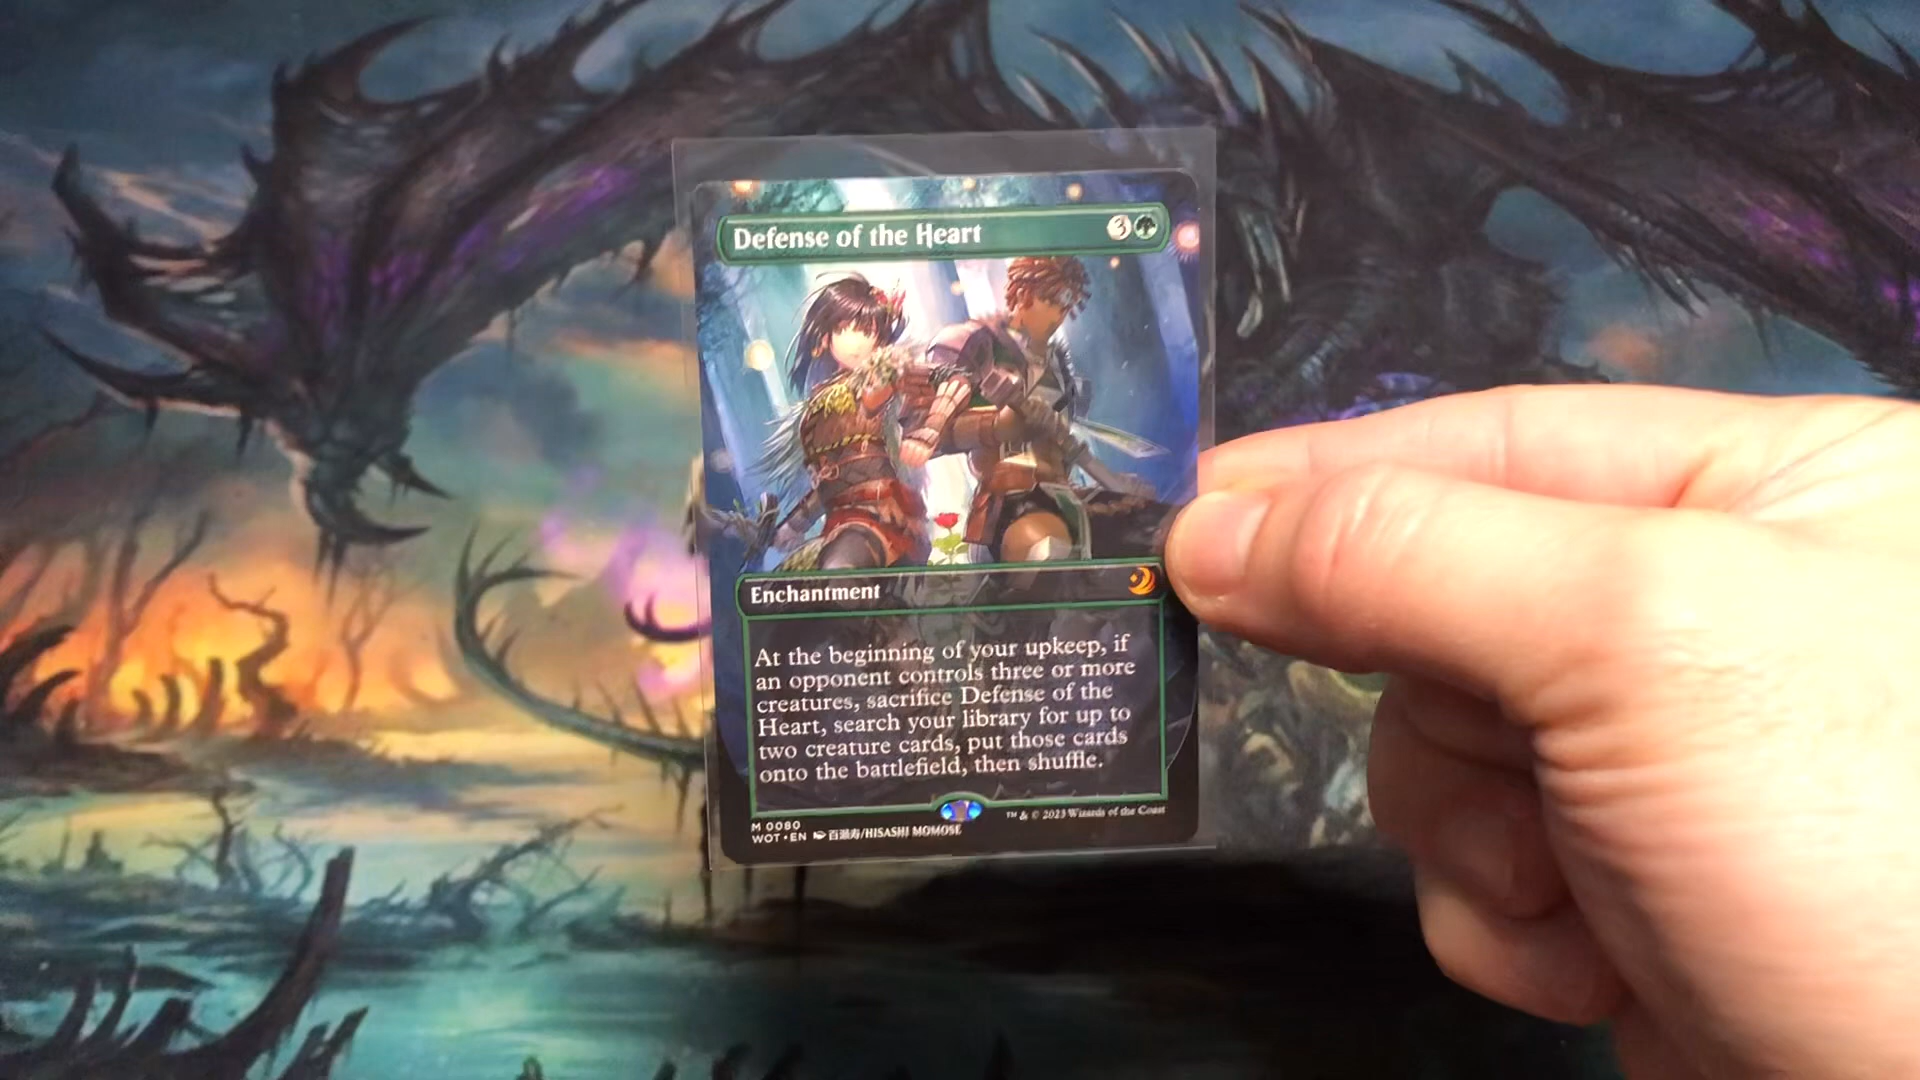 Defense of the Heart 3
Enchantment
At the beginning of your upkeep, if
an opponent controls three or more
creatures, sacrifice Defense of the
Heart, search your library for up to
two creature cards, put those cards
onto the battlefield, then shuffle.
M 0080
WOT • EN 百瀬寿/HISASHI MOMOSE
™ & © 2023 Wizards of the Coast